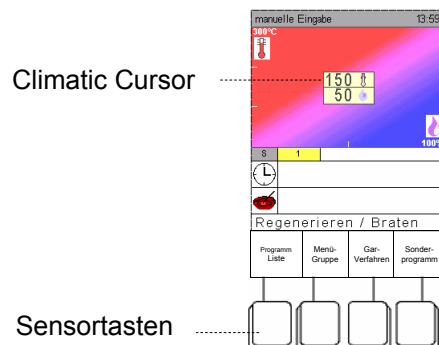 manuelle Eingabe 13:59
300°C
Climatic Cursor
150
50
100%
S 1
Regenerieren / Braten
Programm Liste
Menü-Gruppe
Gar-Verfahren
Sonder-programm
Sensortasten